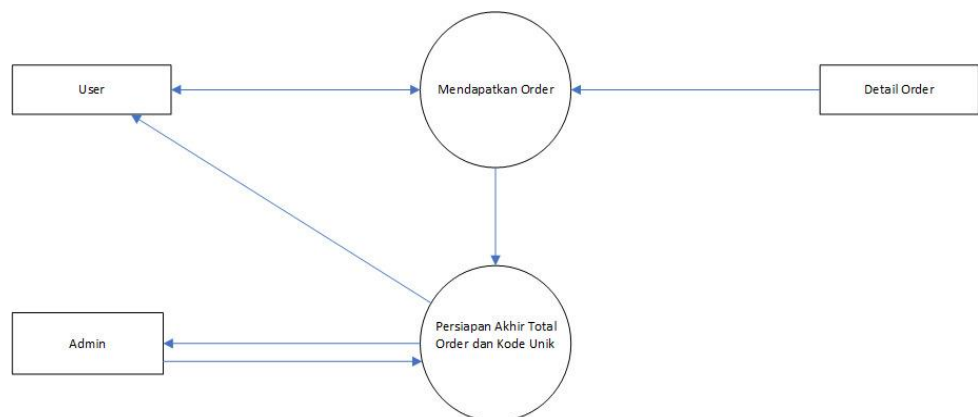 User
Mendapatkan Order
Detail Order
Admin
Persiapan Akhir Total
Order dan Kode Unik